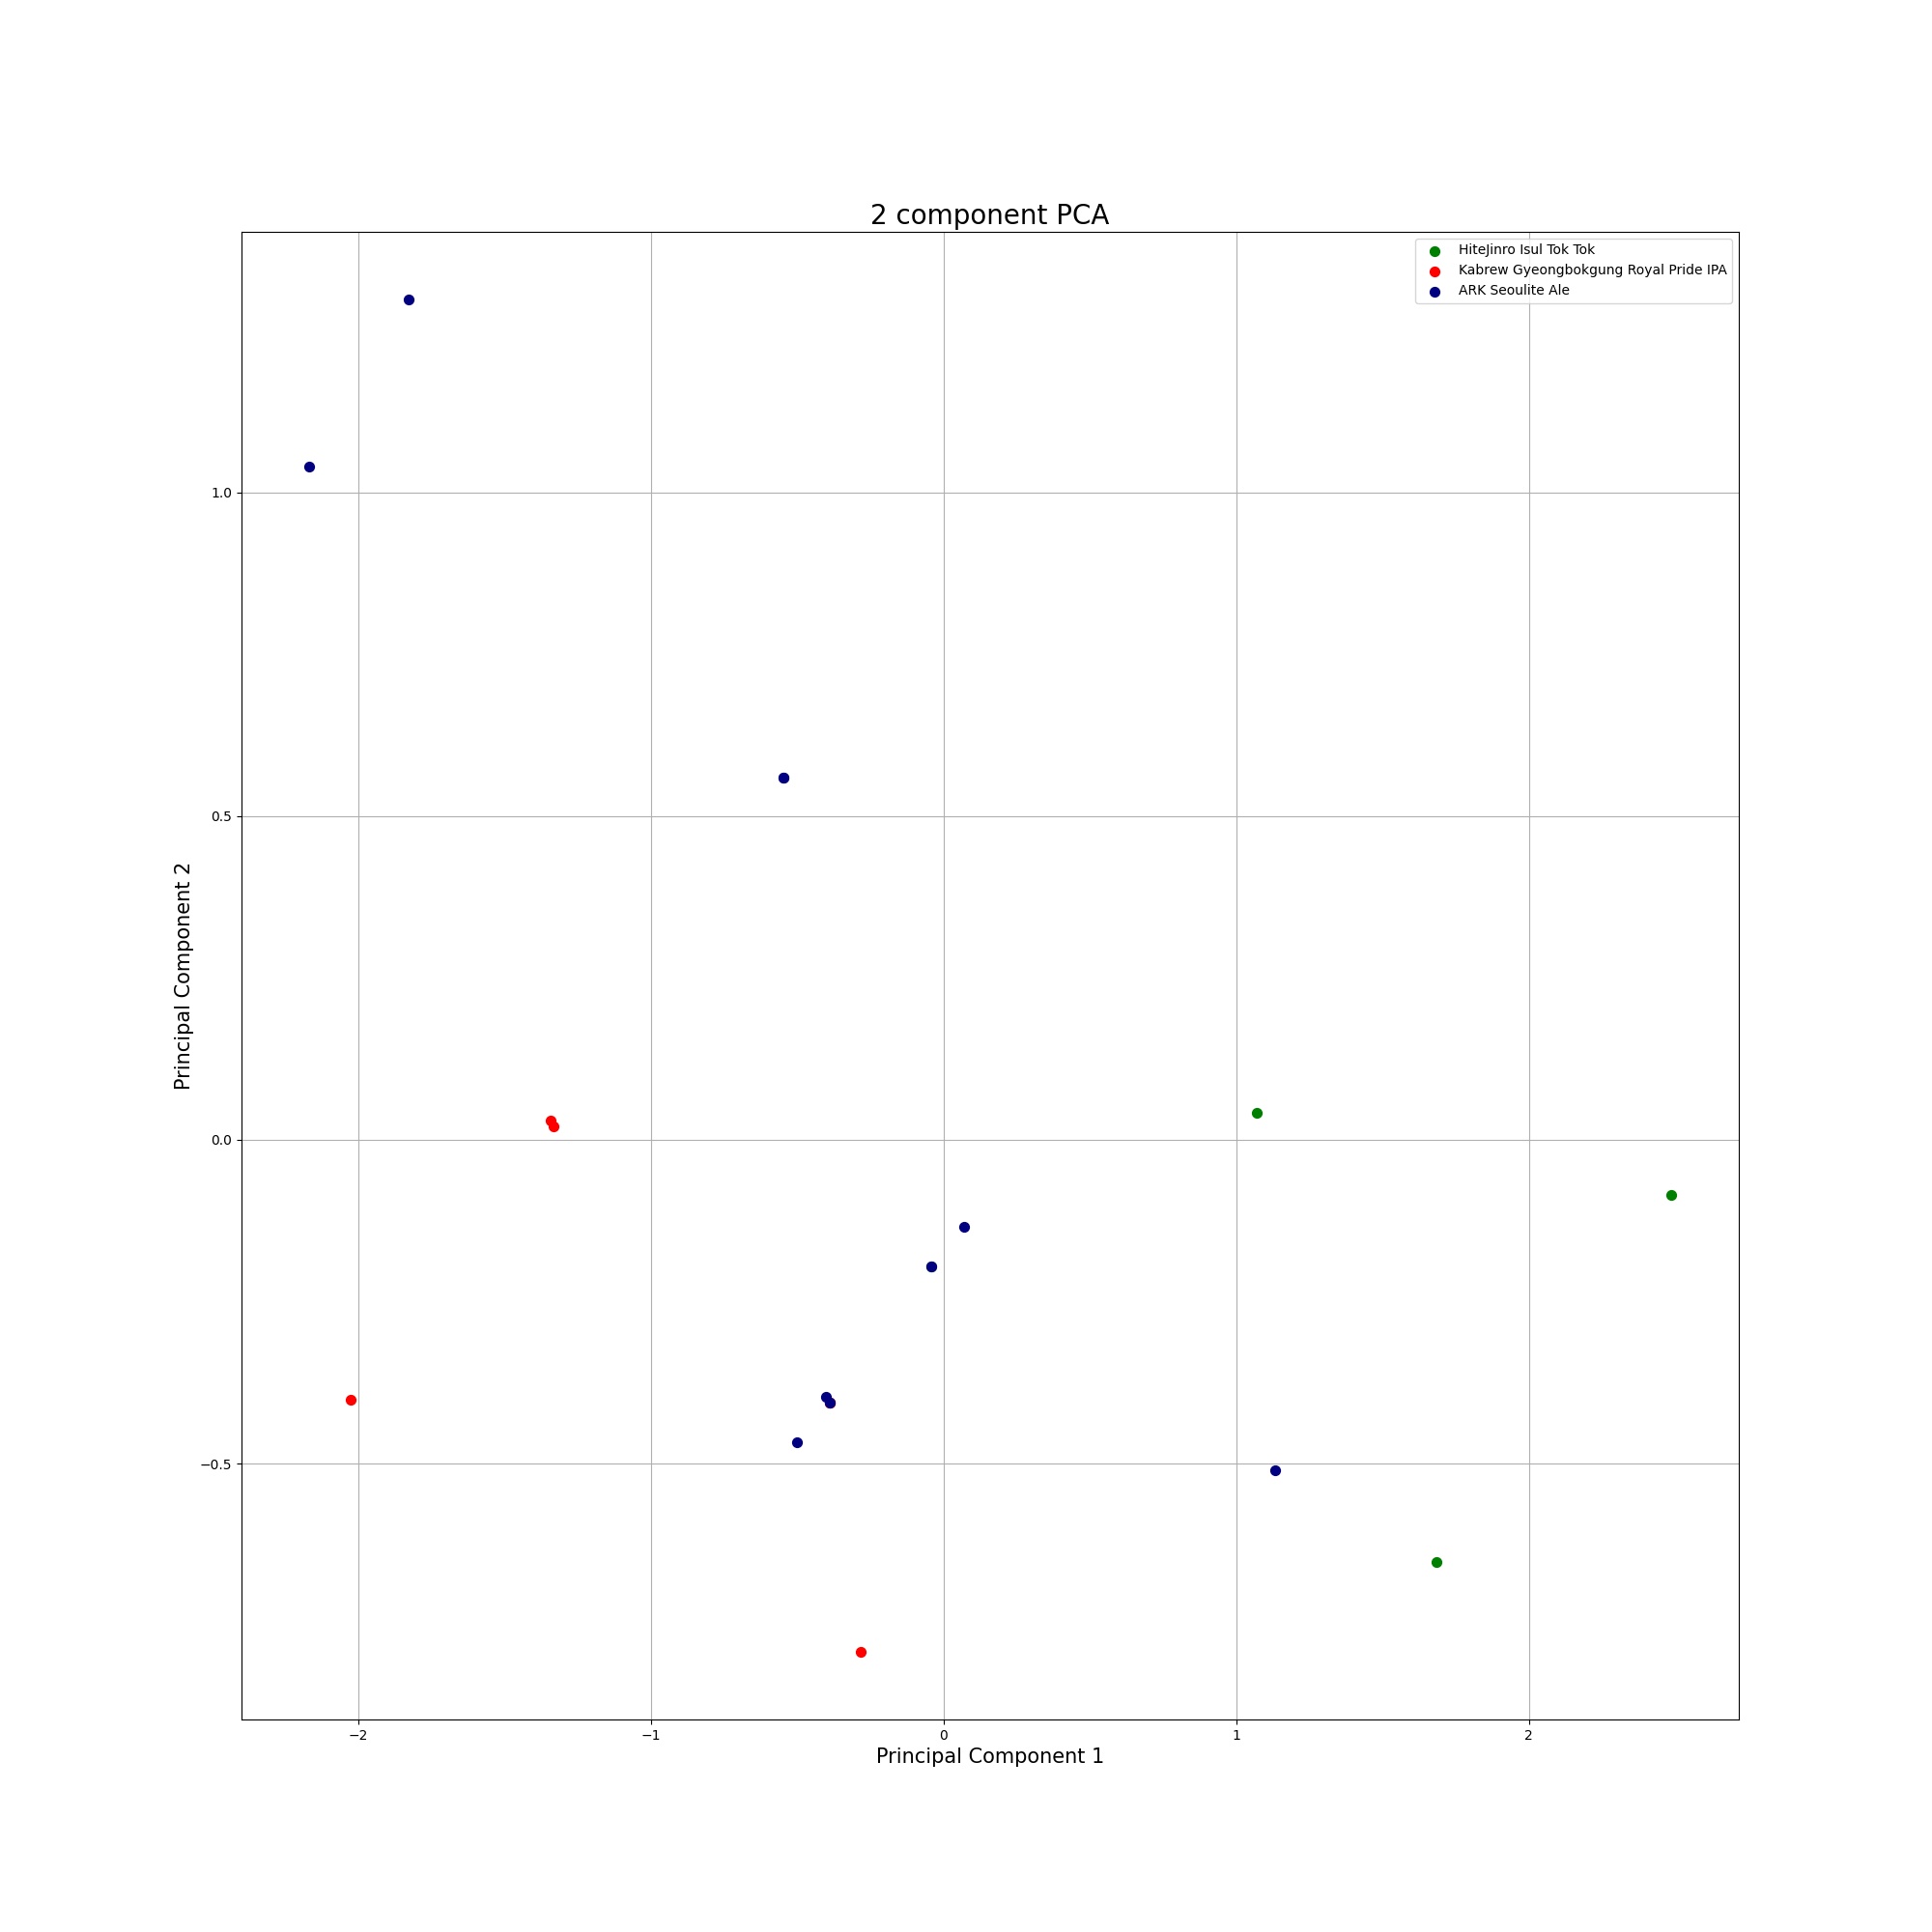 2 component PCA
HiteJinro Isul Tok Tok
Kabrew Gyeongbokgung Royal Pride IPA
ARK Seoulite Ale
1.0
0.5
0.0
−0.5
Principal Component 2
−2
−1
0
1
2
Principal Component 1